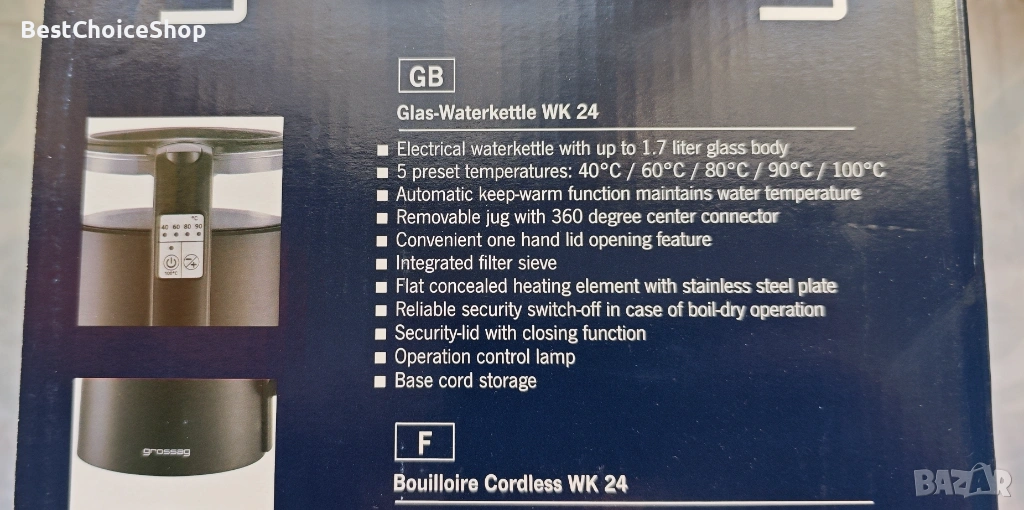 BestChoiceShop
GB
Glas-Waterkettle WK 24
■ Electrical waterkettle with up to 1.7 liter glass body
■ 5 preset temperatures: 40°C / 60°C / 80°C / 90°C / 100°C
■ Automatic keep-warm function maintains water temperature
■ Removable jug with 360 degree center connector
■ Convenient one hand lid opening feature
■ Integrated filter sieve
■ Flat concealed heating element with stainless steel plate
■ Reliable security switch-off in case of boil-dry operation
■ Security-lid with closing function
■ Operation control lamp
■ Base cord storage
°C
40 60 80 90
100°C
grossag
F
Bouilloire Cordless WK 24
BAZAR